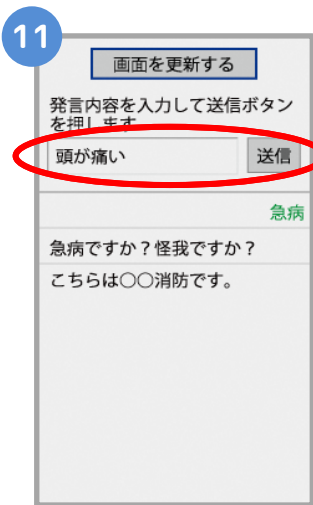 11
画面を更新する
発言内容を入力して送信ボタン
を押します
頭が痛い 送信
急病
急病ですか？怪我ですか？
こちらは〇〇消防です。